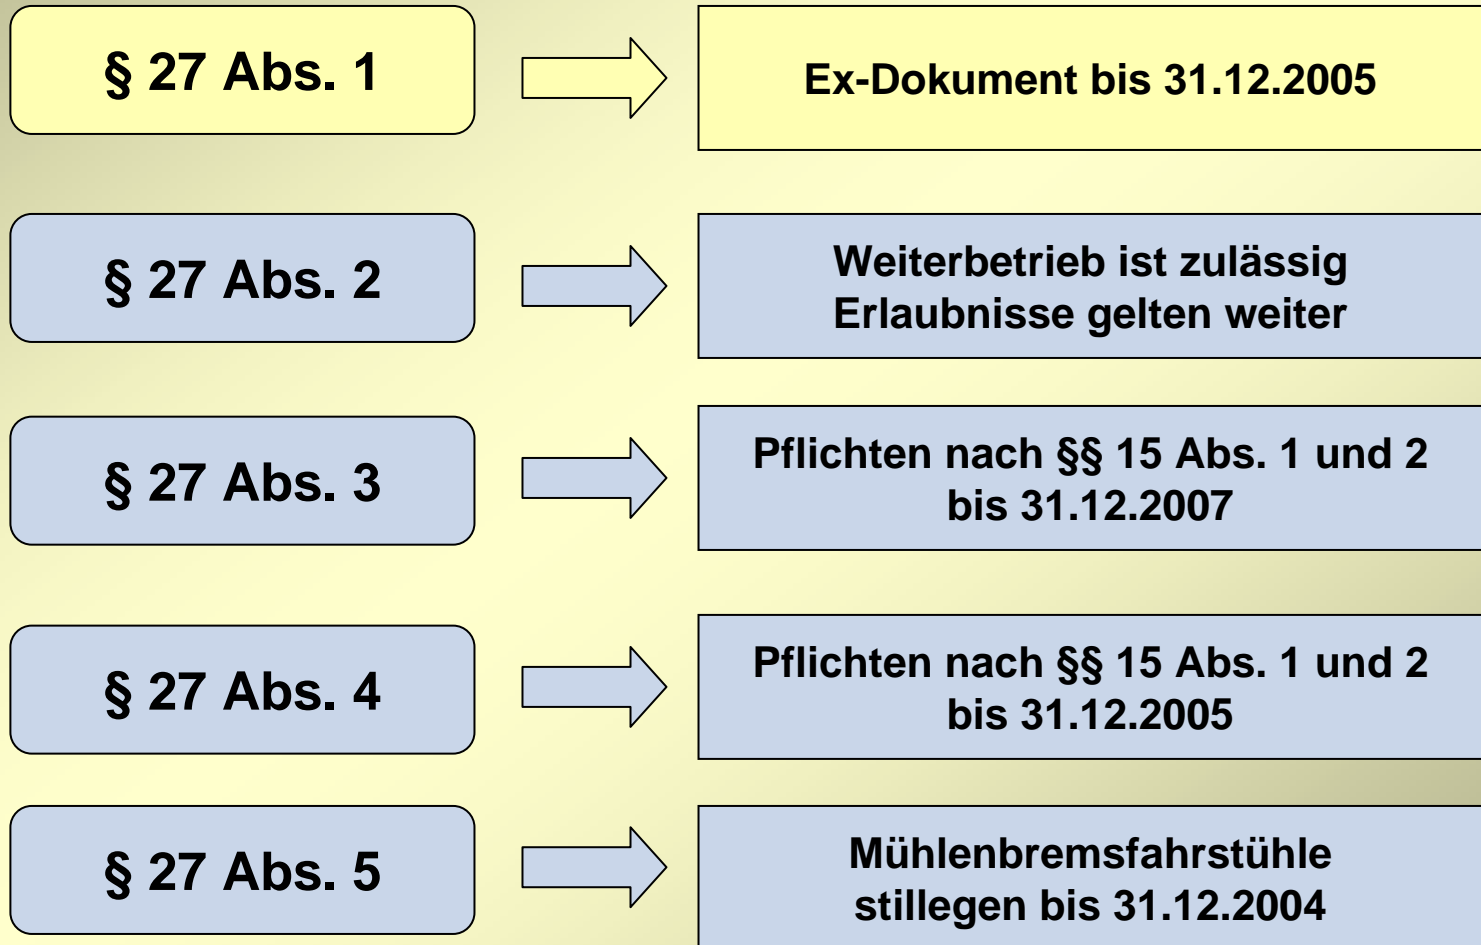 § 27 Abs. 1
Ex-Dokument bis 31.12.2005
§ 27 Abs. 2
Weiterbetrieb ist zulässig
Erlaubnisse gelten weiter
§ 27 Abs. 3
Pflichten nach §§ 15 Abs. 1 und 2
bis 31.12.2007
§ 27 Abs. 4
Pflichten nach §§ 15 Abs. 1 und 2
bis 31.12.2005
§ 27 Abs. 5
Mühlenbremsfahrstühle
stillegen bis 31.12.2004